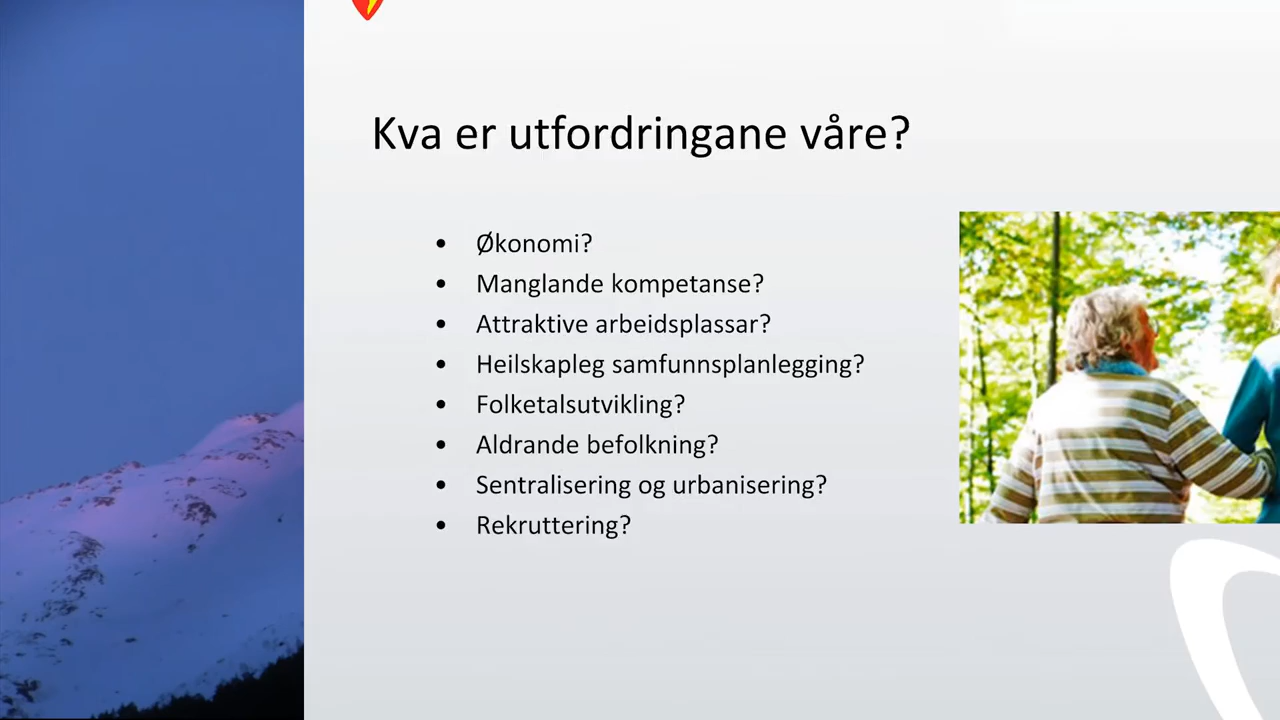 Kva er utfordringane våre?
• Økonomi?
• Manglande kompetanse?
• Attraktive arbeidsplassar?
• Heilskapleg samfunnsplanlegging?
• Folketalsutvikling?
• Aldrande befolkning?
• Sentralisering og urbanisering?
• Rekruttering?